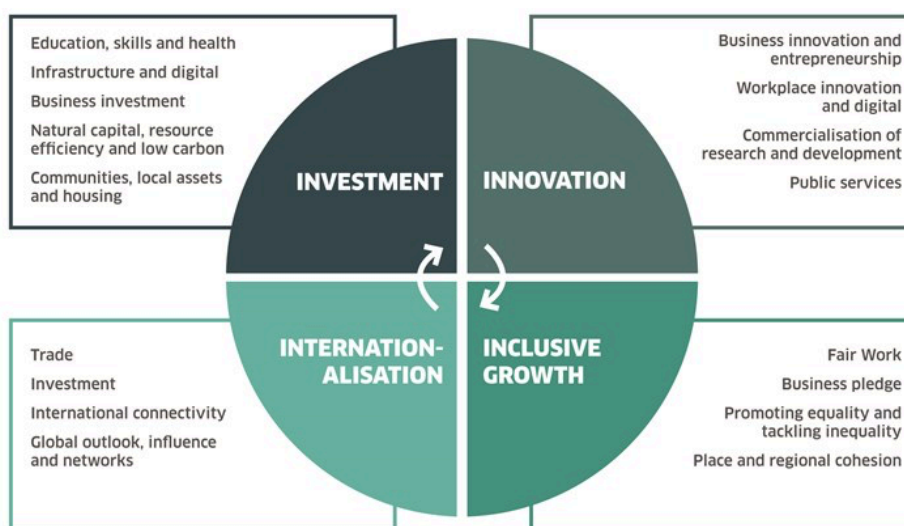 Education, skills and health
Infrastructure and digital
Business investment
Natural capital, resource
efficiency and low carbon
Communities, local assets
and housing
INVESTMENT
INNOVATION
Business innovation and
entrepreneurship
Workplace innovation
and digital
Commercialisation of
research and development
Public services
Trade
Investment
International connectivity
Global outlook, influence
and networks
INTERNATION-
ALISATION
INCLUSIVE
GROWTH
Fair Work
Business pledge
Promoting equality and
tackling inequality
Place and regional cohesion